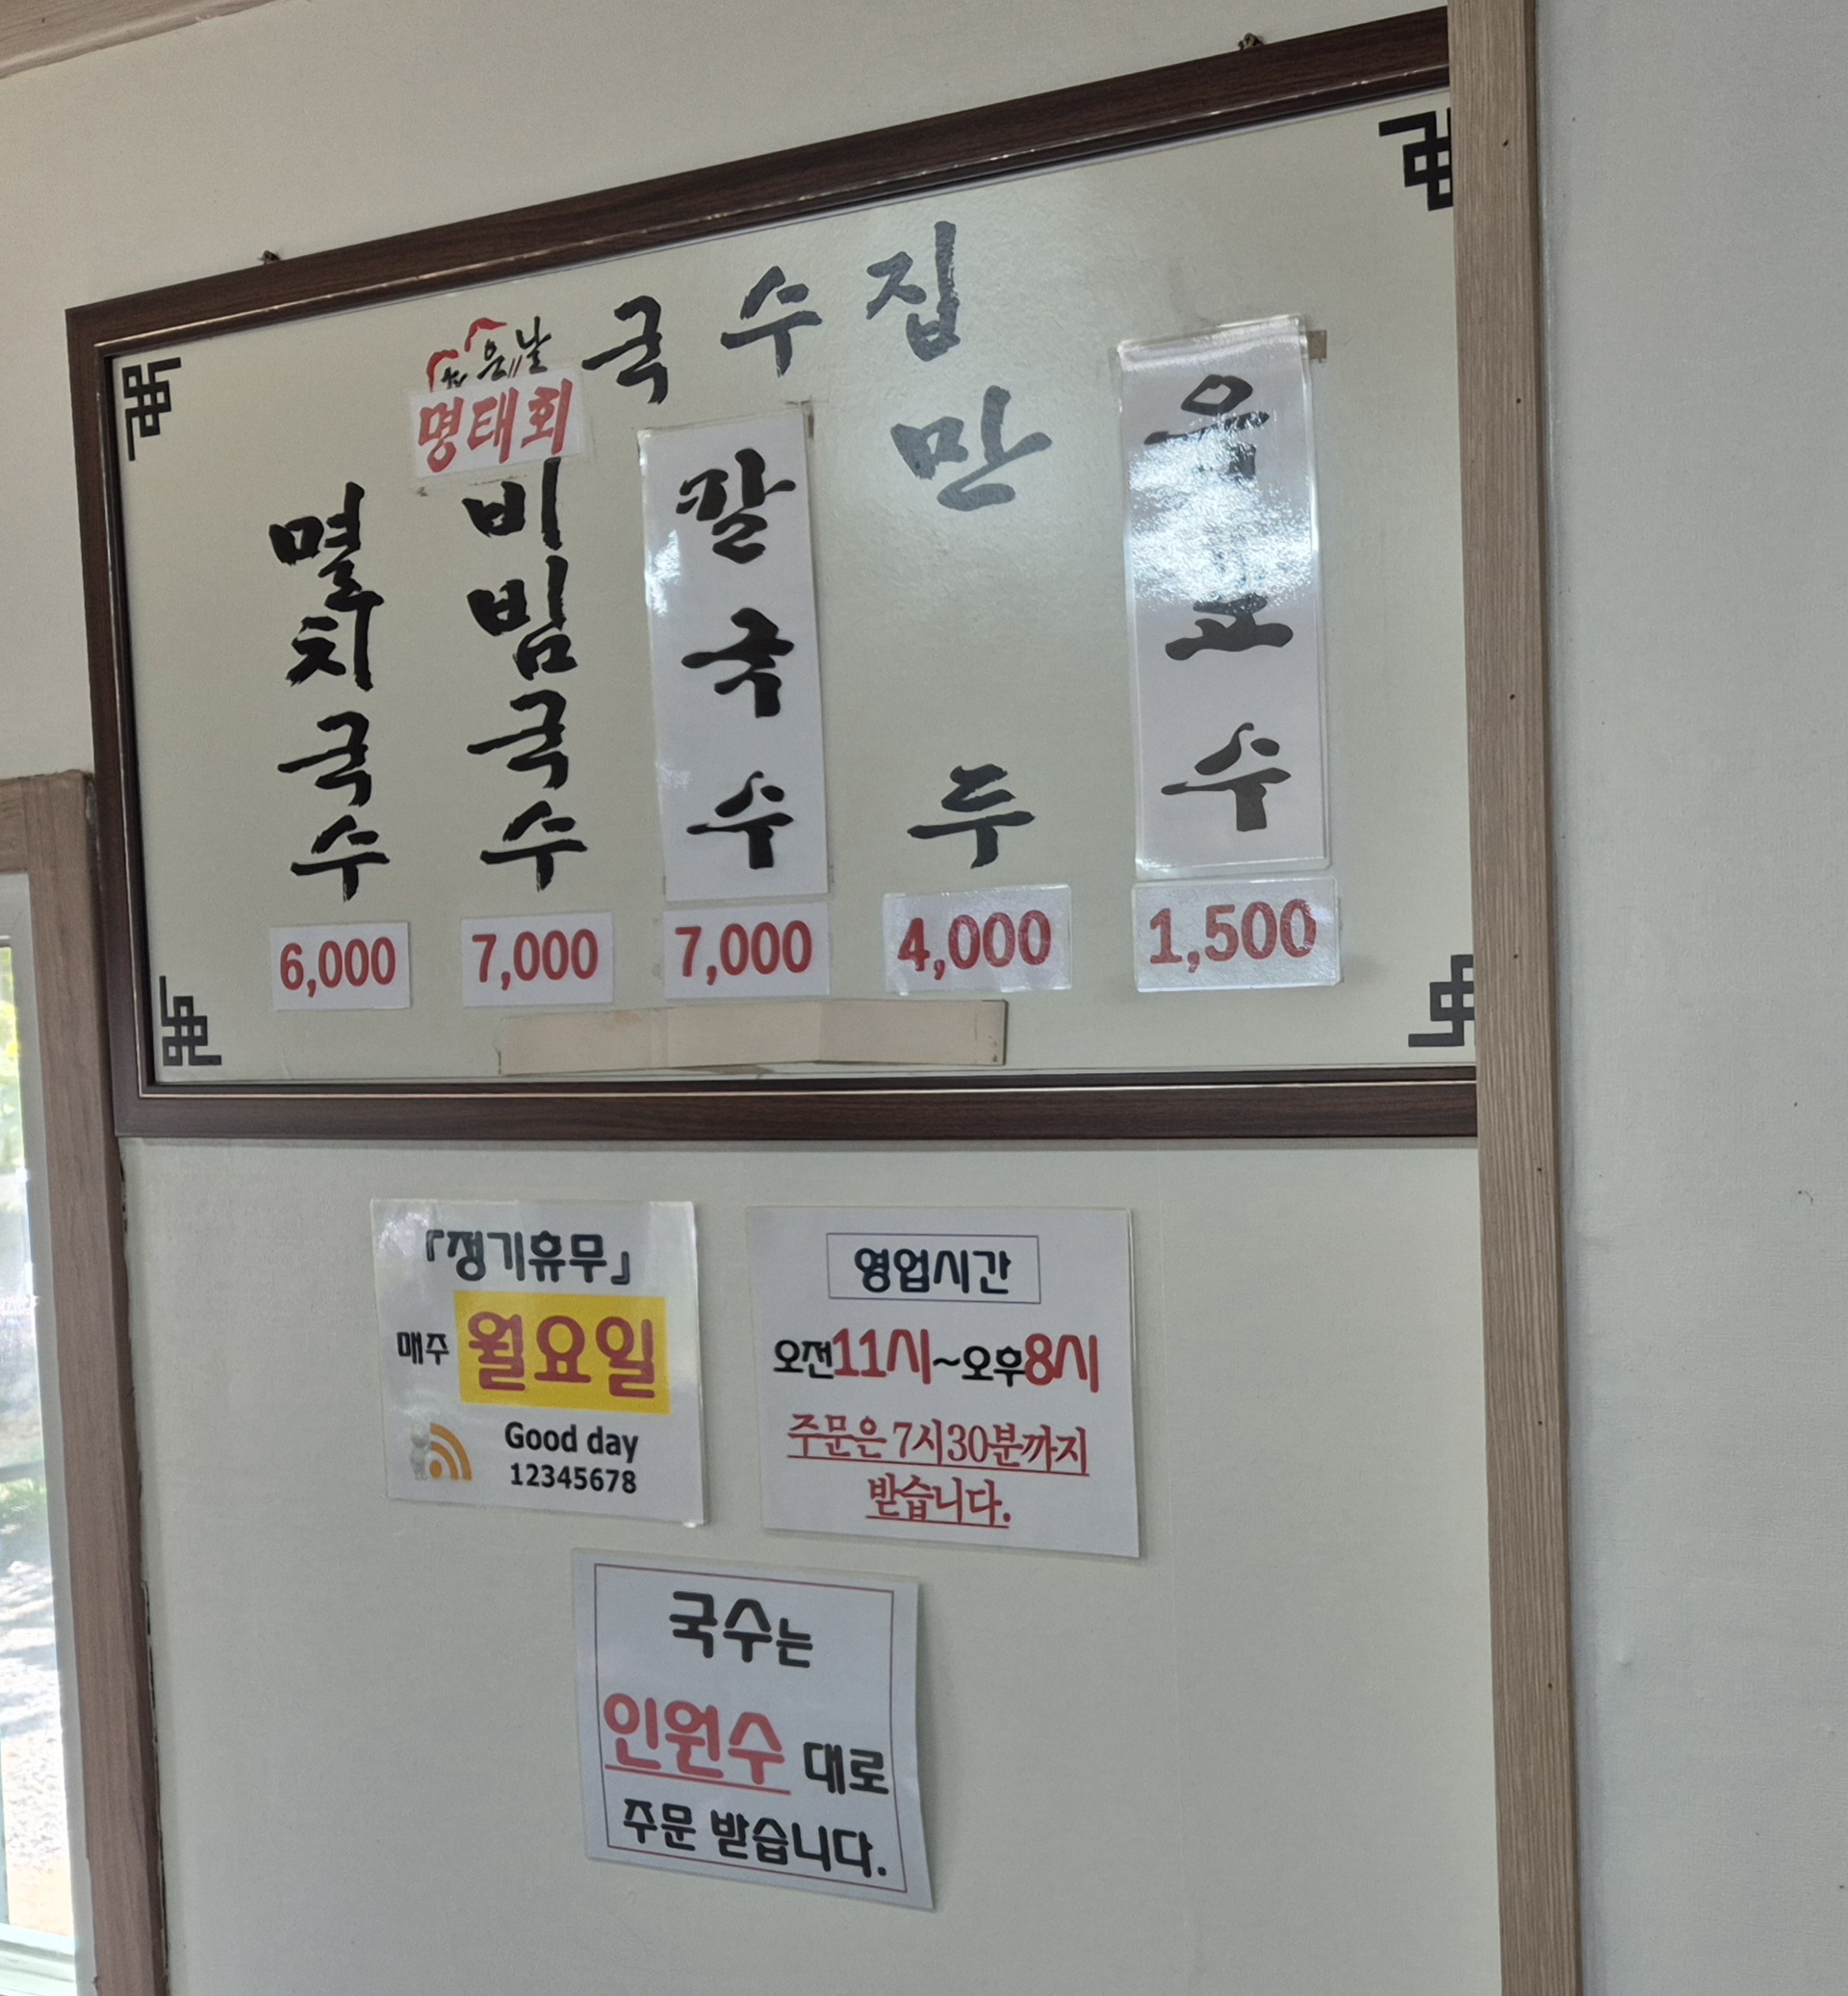 좋은날 국수집
멸치국수 6,000
명태회 비빔국수 7,000
칼국수 7,000
만두 4,000
음료수 1,500
『정기휴무』
매주 월요일
Good day
12345678
영업시간
오전11시~오후8시
주문은 7시30분까지
받습니다.
국수는
인원수 대로
주문 받습니다.